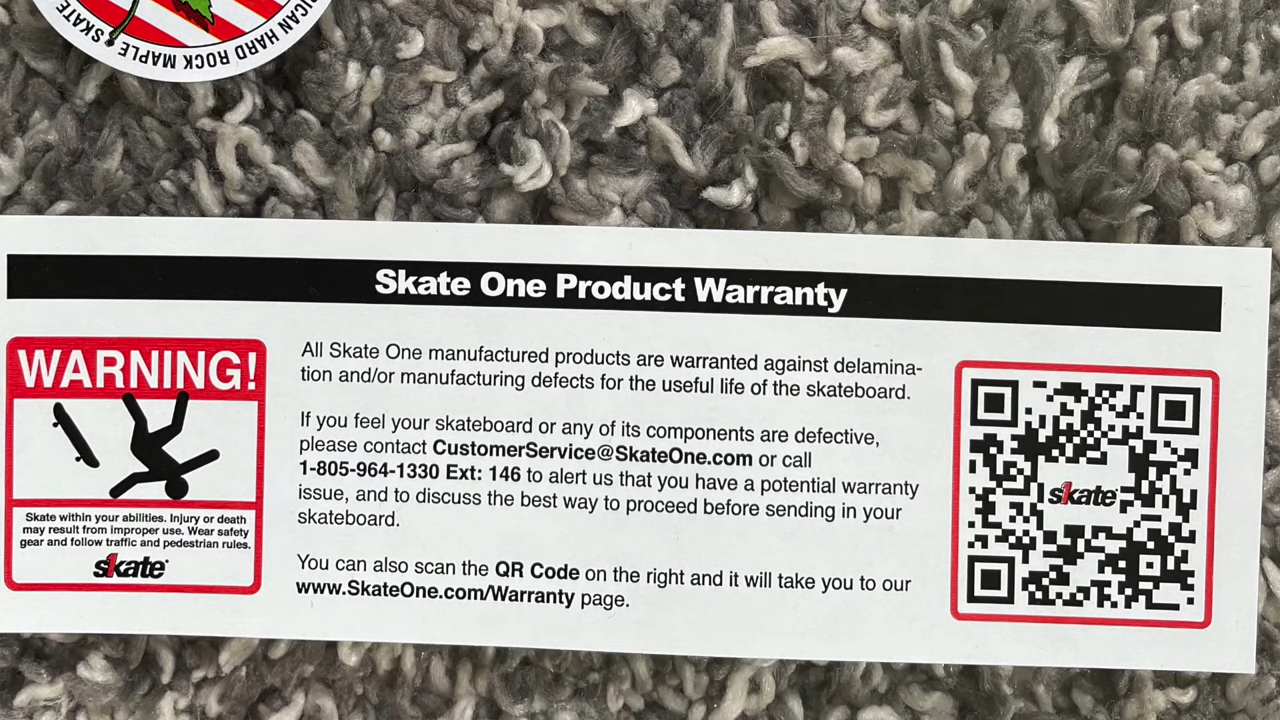 RICAN HARD ROCK MAPLE SKATE
Skate One Product Warranty
WARNING!
Skate within your abilities. Injury or death
may result from improper use. Wear safety
gear and follow traffic and pedestrian rules.
skate
All Skate One manufactured products are warranted against delamina-
tion and/or manufacturing defects for the useful life of the skateboard.
If you feel your skateboard or any of its components are defective,
please contact CustomerService@SkateOne.com or call
1-805-964-1330 Ext: 146 to alert us that you have a potential warranty
issue, and to discuss the best way to proceed before sending in your
skateboard.
You can also scan the QR Code on the right and it will take you to our
www.SkateOne.com/Warranty page.
skate